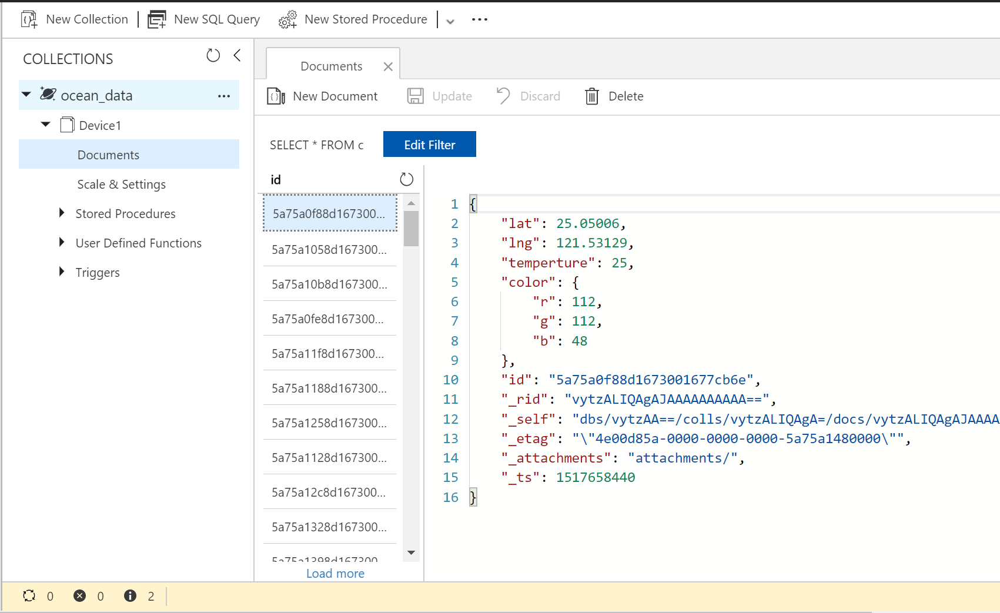 New Collection
New SQL Query
New Stored Procedure
COLLECTIONS
ocean_data
Device1
Documents
Scale & Settings
Stored Procedures
User Defined Functions
Triggers
Documents
New Document
Update
Discard
Delete
SELECT * FROM c
Edit Filter
id
5a75a0f88d167300...
5a75a1058d167300...
5a75a10b8d167300...
5a75a0fe8d167300...
5a75a11f8d167300...
5a75a1188d167300...
5a75a1258d167300...
5a75a1128d167300...
5a75a12c8d167300...
5a75a1328d167300...
5a75a1398d167300
Load more
1 {
2 "lat": 25.05006,
3 "lng": 121.53129,
4 "temperture": 25,
5 "color": {
6 "r": 112,
7 "g": 112,
8 "b": 48
9 },
10 "id": "5a75a0f88d1673001677cb6e",
11 "_rid": "vytzALIQAgAJAAAAAAAAAA==",
12 "_self": "dbs/vytzAA==/colls/vytzALIQAgA=/docs/vytzALIQAgAJAAAA
13 "_etag": "\"4e00d85a-0000-0000-0000-5a75a1480000\"",
14 "_attachments": "attachments/",
15 "_ts": 1517658440
16 }
0
0
2